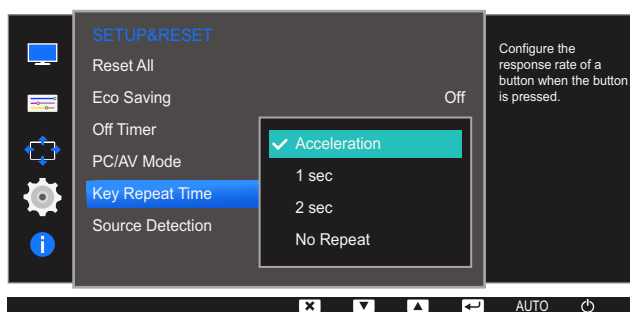 SETUP&RESET
Reset All
Eco Saving Off
Off Timer
PC/AV Mode
Key Repeat Time
Source Detection
Acceleration
1 sec
2 sec
No Repeat
Configure the
response rate of a
button when the button
is pressed.
AUTO